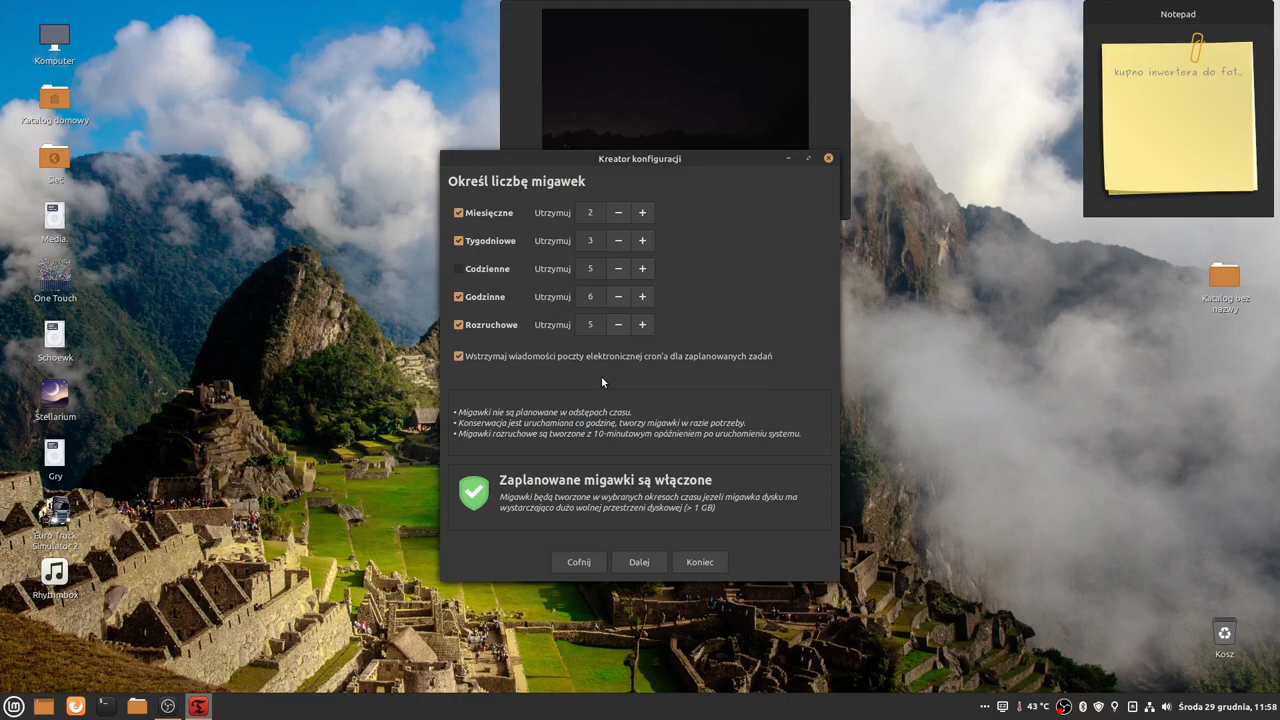 Komputer
Katalog domowy
Sieć
Media.
One Touch
Schoewk
Stellarium
Gry
Euro Truck
Simulator 2
Rhythmbox
Notepad
kupno inwertera do fot..
Katalog bez
nazwy
Kosz
Kreator konfiguracji
Określ liczbę migawek
Miesięczne Utrzymuj 2 − +
Tygodniowe Utrzymuj 3 − +
Codzienne Utrzymuj 5 − +
Godzinne Utrzymuj 6 − +
Rozruchowe Utrzymuj 5 − +
Wstrzymaj wiadomości poczty elektronicznej cron'a dla zaplanowanych zadań
• Migawki nie są planowane w odstępach czasu.
• Konserwacja jest uruchamiana co godzinę, tworzy migawki w razie potrzeby.
• Migawki rozruchowe są tworzone z 10-minutowym opóźnieniem po uruchomieniu systemu.
Zaplanowane migawki są włączone
Migawki będą tworzone w wybranych okresach czasu jezeli migawka dysku ma
wystarczająco dużo wolnej przestrzeni dyskowej (> 1 GB)
Cofnij Dalej Koniec
43 °C
Środa 29 grudnia, 11:58